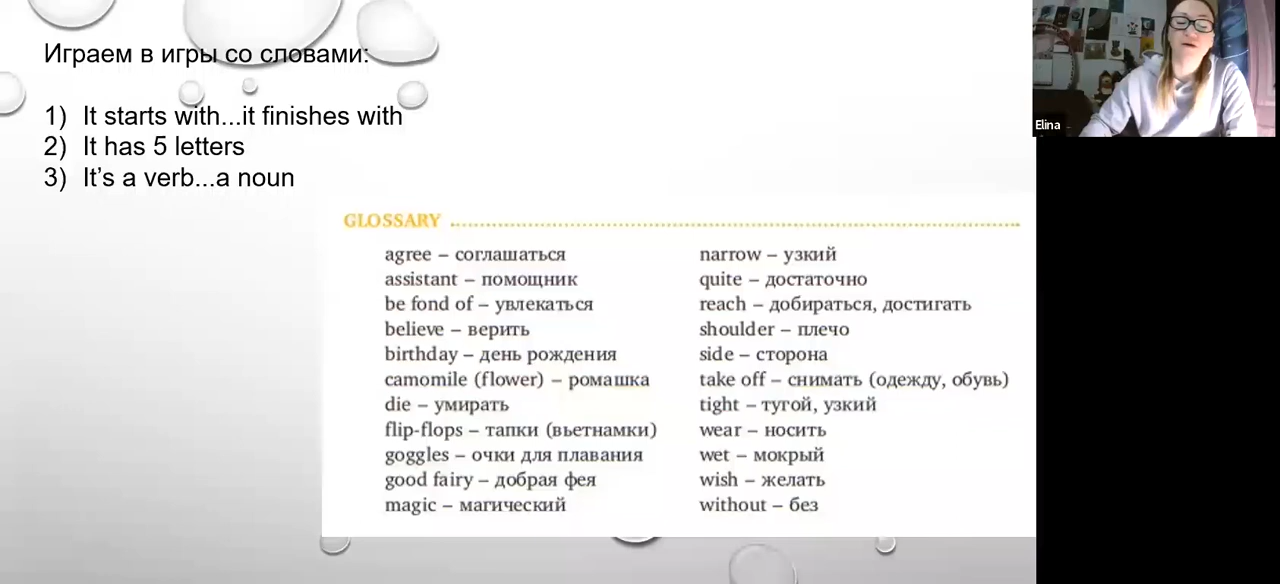 Играем в игры со словами:
1) It starts with...it finishes with
2) It has 5 letters
3) It’s a verb...a noun
Elina
GLOSSARY
agree – соглашаться
assistant – помощник
be fond of – увлекаться
believe – верить
birthday – день рождения
camomile (flower) – ромашка
die – умирать
flip-flops – тапки (вьетнамки)
goggles – очки для плавания
good fairy – добрая фея
magic – магический
narrow – узкий
quite – достаточно
reach – добираться, достигать
shoulder – плечо
side – сторона
take off – снимать (одежду, обувь)
tight – тугой, узкий
wear – носить
wet – мокрый
wish – желать
without – без